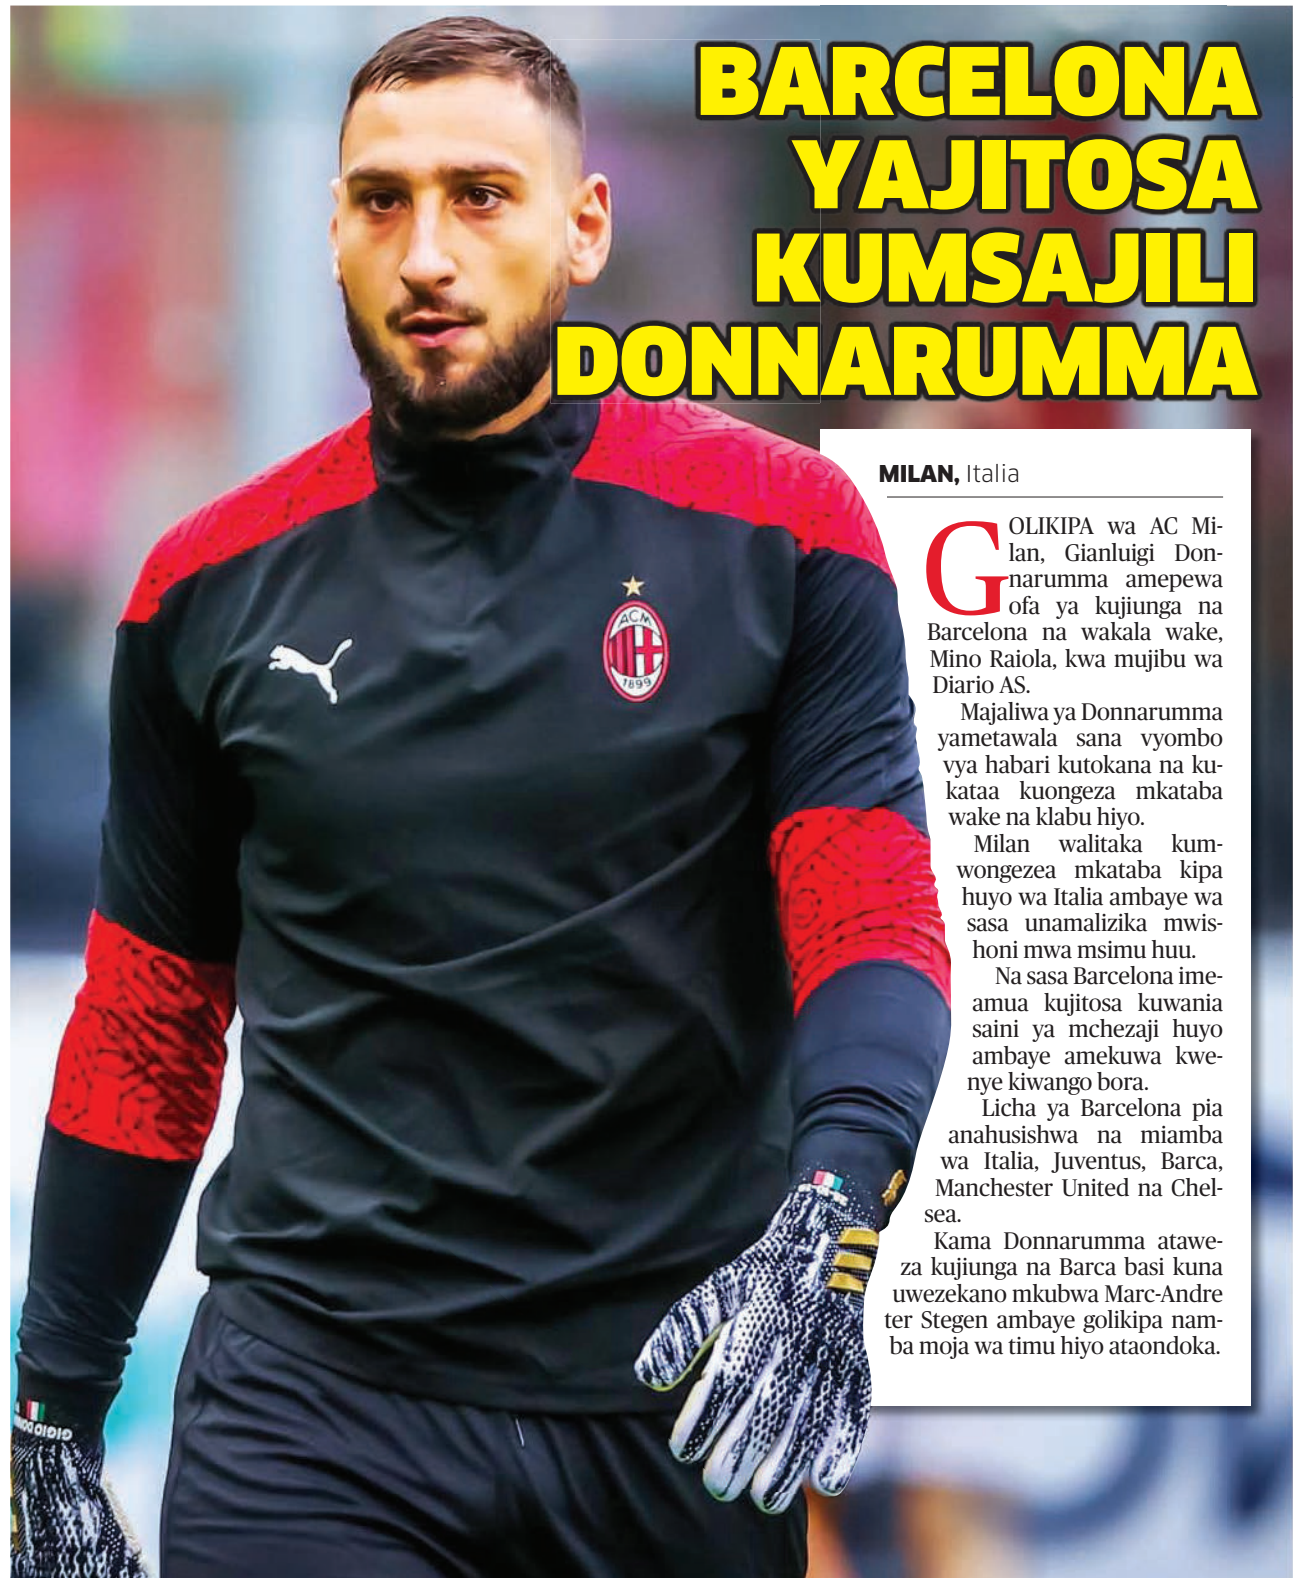 BARCELONA
YAJITOSA
KUMSAJILI
DONNARUMMA
MILAN, Italia
GOLIKIPA wa AC Mi-
lan, Gianluigi Don-
narumma amepewa
ofa ya kujiunga na
Barcelona na wakala wake,
Mino Raiola, kwa mujibu wa
Diario AS.
Majaliwa ya Donnarumma
yametawala sana vyombo
vya habari kutokana na ku-
kataa kuongeza mkataba
wake na klabu hiyo.
Milan walitaka kum-
wongezea mkataba kipa
huyo wa Italia ambaye wa
sasa unamalizika mwis-
honi mwa msimu huu.
Na sasa Barcelona ime-
amua kujitosa kuwania
saini ya mchezaji huyo
ambaye amekuwa kwe-
nye kiwango bora.
Licha ya Barcelona pia
anahusishwa na miamba
wa Italia, Juventus, Barca,
Manchester United na Chel-
sea.
Kama Donnarumma atawe-
za kujiunga na Barca basi kuna
uwezekano mkubwa Marc-Andre
ter Stegen ambaye golikipa nam-
ba moja wa timu hiyo ataondoka.
ACM
1899